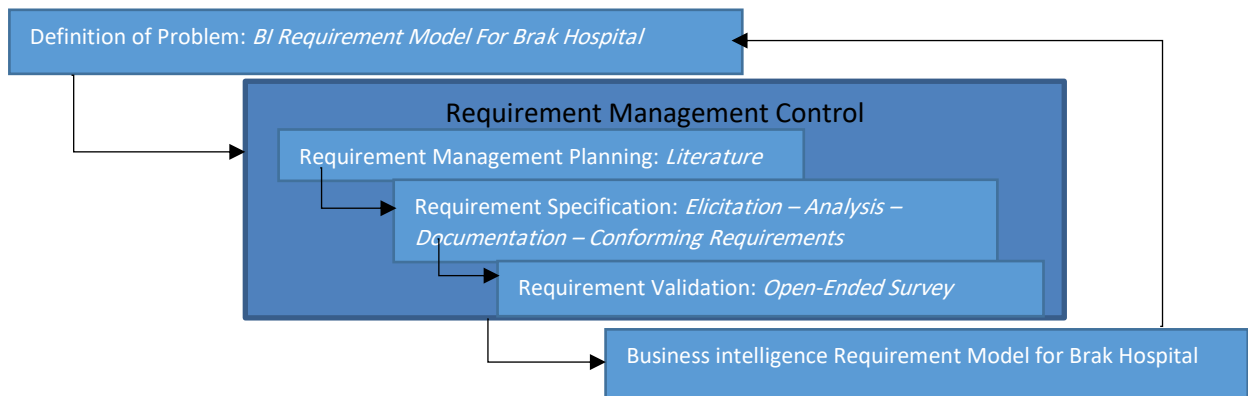 Definition of Problem: BI Requirement Model For Brak Hospital
Requirement Management Control
Requirement Management Planning: Literature
Requirement Specification: Elicitation – Analysis –
Documentation – Conforming Requirements
Requirement Validation: Open-Ended Survey
Business intelligence Requirement Model for Brak Hospital